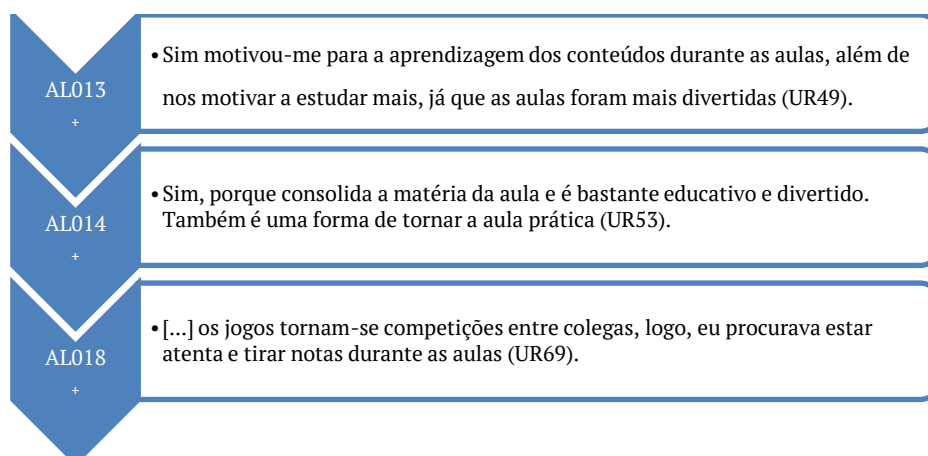 AL013
+
• Sim motivou-me para a aprendizagem dos conteúdos durante as aulas, além de
nos motivar a estudar mais, já que as aulas foram mais divertidas (UR49).
AL014
+
• Sim, porque consolida a matéria da aula e é bastante educativo e divertido.
Também é uma forma de tornar a aula prática (UR53).
AL018
+
• [...] os jogos tornam-se competições entre colegas, logo, eu procurava estar
atenta e tirar notas durante as aulas (UR69).